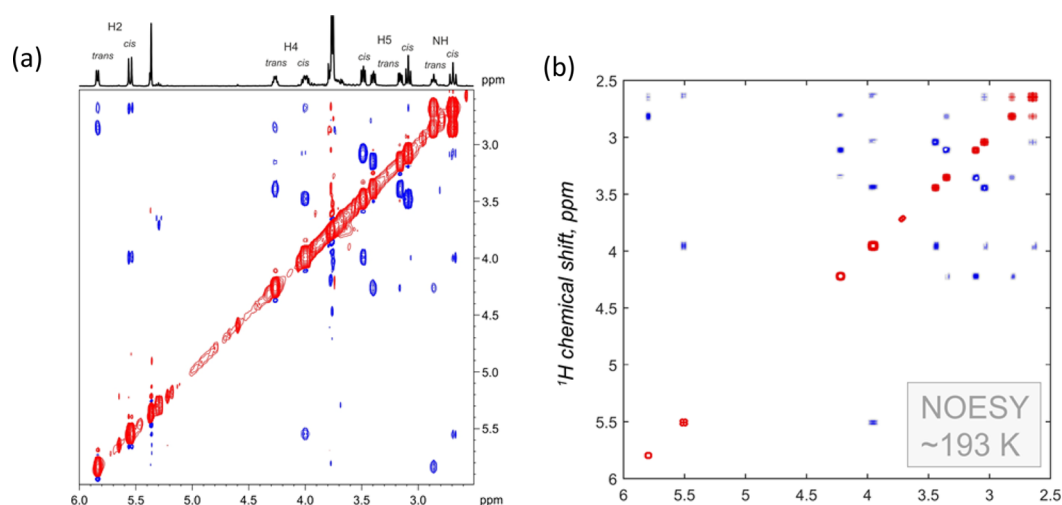 (a)
H2
trans
cis
H4
trans
cis
H5
cis
trans
cis
NH
trans
cis
ppm
3.0
3.5
4.0
4.5
5.0
5.5
6.0 5.5 5.0 4.5 4.0 3.5 3.0 ppm
(b)
2.5
3
3.5
4
4.5
5
5.5
6
¹H chemical shift, ppm
NOESY
~193 K
6 5.5 5 4.5 4 3.5 3 2.5